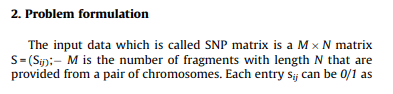 2. Problem formulation
The input data which is called SNP matrix is a M × N matrix
S = (Sij):– M is the number of fragments with length N that are
provided from a pair of chromosomes. Each entry sij can be 0/1 as